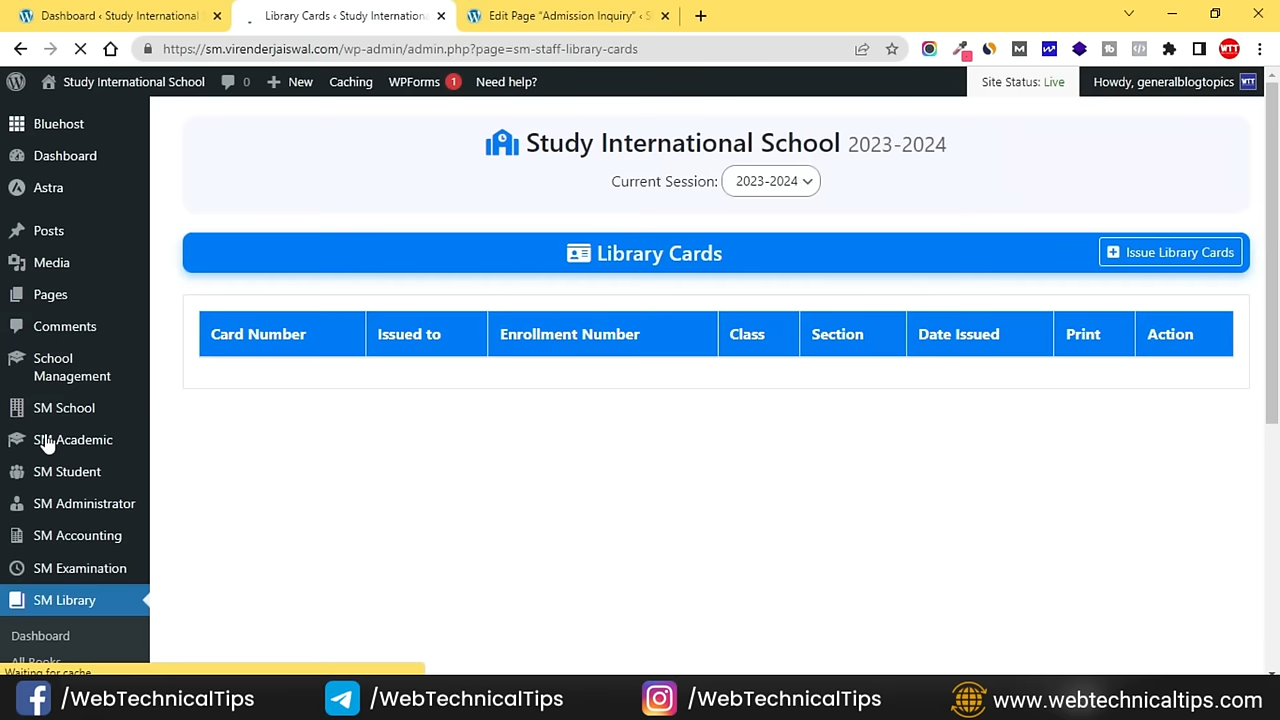 Dashboard ‹ Study International
Library Cards ‹ Study Internation
Edit Page "Admission Inquiry" ‹ S
https://sm.virenderjaiswal.com/wp-admin/admin.php?page=sm-staff-library-cards
Study International School
0
New
Caching
WPForms 1
Need help?
Site Status: Live
Howdy, generalblogtopics
Bluehost
Dashboard
Astra
Posts
Media
Pages
Comments
School
Management
SM School
SM Academic
SM Student
SM Administrator
SM Accounting
SM Examination
SM Library
Dashboard
All Books
Waiting for cache...
Study International School 2023-2024
Current Session: 2023-2024
Library Cards
Issue Library Cards
Card Number Issued to Enrollment Number Class Section Date Issued Print Action
/WebTechnicalTips
/WebTechnicalTips
/WebTechnicalTips
www.webtechnicaltips.com